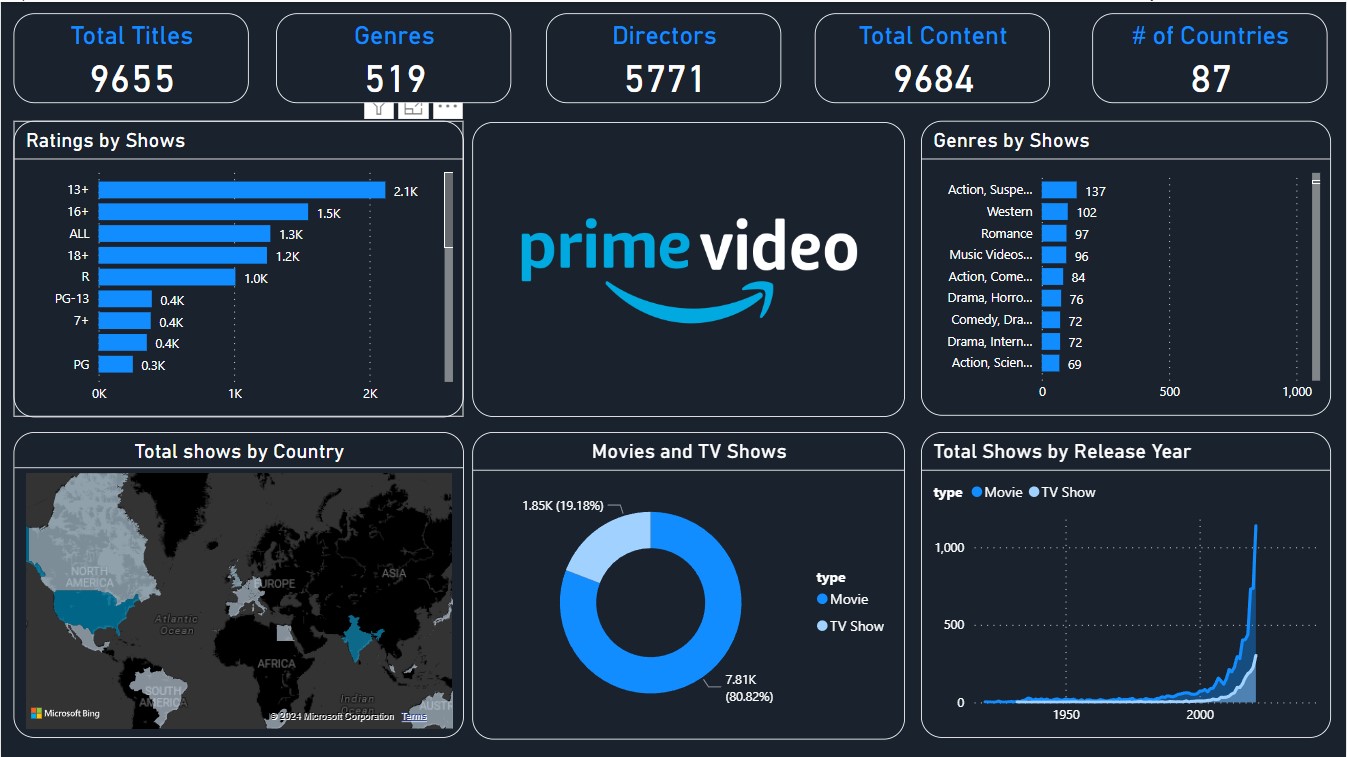 Total Titles
9655
Genres
519
Directors
5771
Total Content
9684
# of Countries
87
Ratings by Shows
13+
2.1K
16+
1.5K
ALL
1.3K
18+
1.2K
R
1.0K
PG-13
0.4K
7+
0.4K
0.4K
PG
0.3K
0K
1K
2K
prime video
Genres by Shows
Action, Suspe...
137
Western
102
Romance
97
Music Videos...
96
Action, Come...
84
Drama, Horro...
76
Comedy, Dra...
72
Drama, Intern...
72
Action, Scien...
69
0
500
1,000
Total shows by Country
NORTH
AMERICA
EUROPE
ASIA
Atlantic
Ocean
AFRICA
SOUTH
AMERICA
Indian
Ocean
AUST
Microsoft Bing
© 2024 Microsoft Corporation Terms
Movies and TV Shows
1.85K (19.18%)
7.81K
(80.82%)
type
Movie
TV Show
Total Shows by Release Year
type Movie TV Show
1,000
500
0
1950
2000